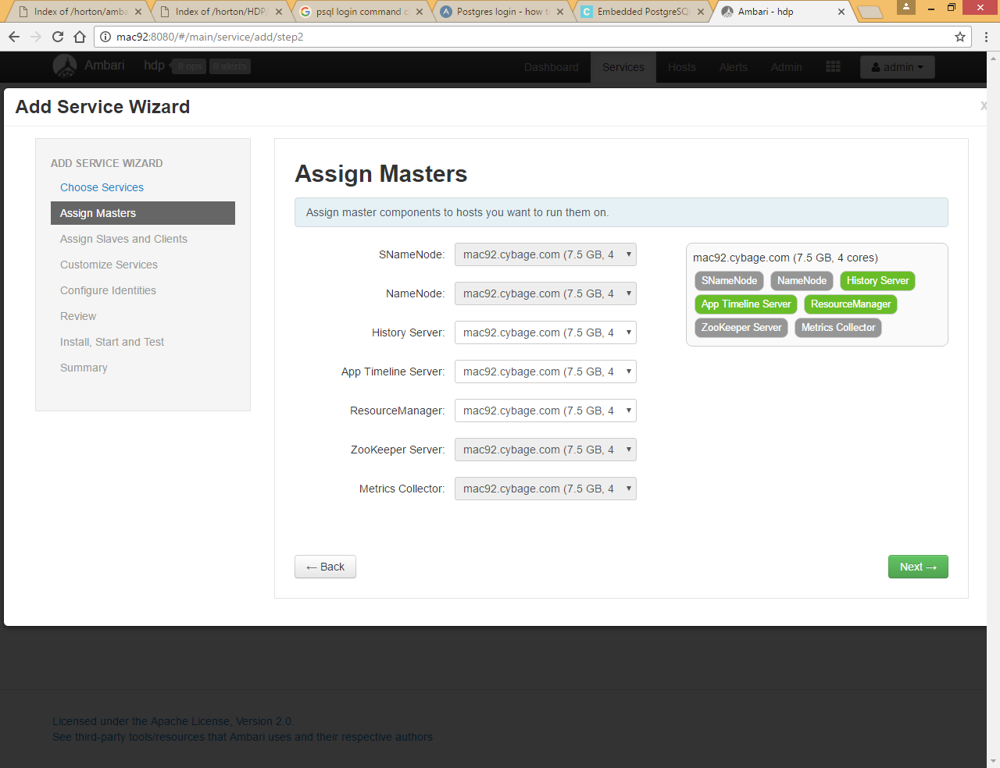 Index of /horton/amba
Index of /horton/HDP/
psql login command c
Postgres login - how t
Embedded PostgreSQ
Ambari - hdp
mac92:8080/#/main/service/add/step2
Ambari hdp 0 ops 0 alerts Dashboard Services Hosts Alerts Admin admin
Add Service Wizard
x
ADD SERVICE WIZARD
Choose Services
Assign Masters
Assign Slaves and Clients
Customize Services
Configure Identities
Review
Install, Start and Test
Summary
Assign Masters
Assign master components to hosts you want to run them on.
SNameNode: mac92.cybage.com (7.5 GB, 4
NameNode: mac92.cybage.com (7.5 GB, 4
History Server: mac92.cybage.com (7.5 GB, 4
App Timeline Server: mac92.cybage.com (7.5 GB, 4
ResourceManager: mac92.cybage.com (7.5 GB, 4
ZooKeeper Server: mac92.cybage.com (7.5 GB, 4
Metrics Collector: mac92.cybage.com (7.5 GB, 4
mac92.cybage.com (7.5 GB, 4 cores)
SNameNode NameNode History Server
App Timeline Server ResourceManager
ZooKeeper Server Metrics Collector
← Back
Next →
Licensed under the Apache License, Version 2.0.
See third-party tools/resources that Ambari uses and their respective authors